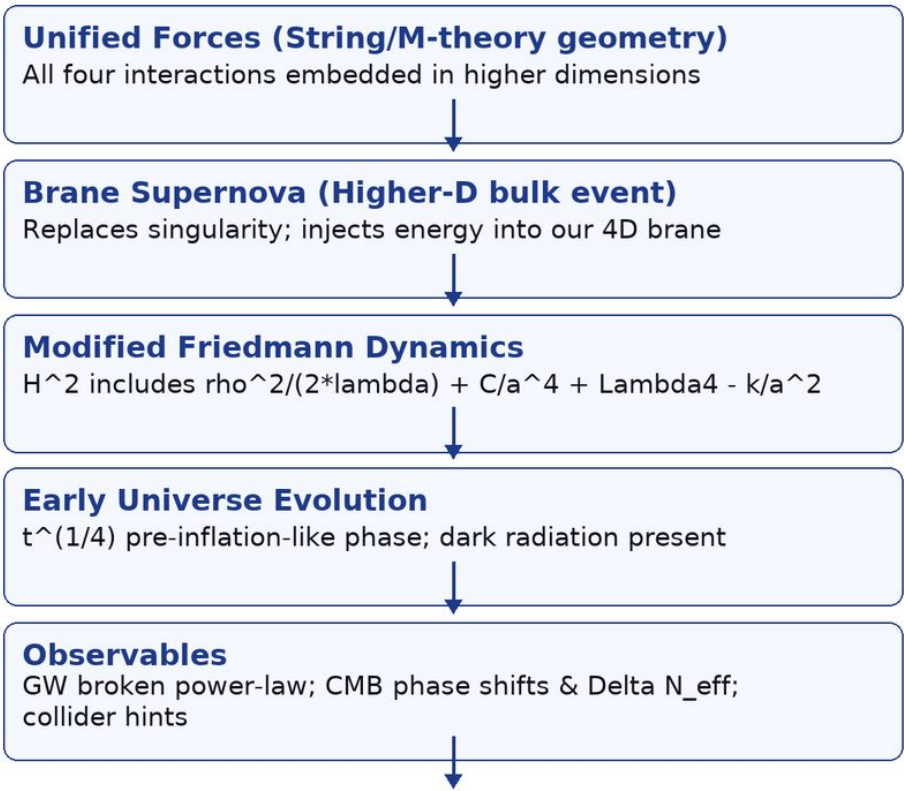 Unified Forces (String/M-theory geometry)
All four interactions embedded in higher dimensions
Brane Supernova (Higher-D bulk event)
Replaces singularity; injects energy into our 4D brane
Modified Friedmann Dynamics
H^2 includes rho^2/(2*lambda) + C/a^4 + Lambda4 - k/a^2
Early Universe Evolution
t^(1/4) pre-inflation-like phase; dark radiation present
Observables
GW broken power-law; CMB phase shifts & Delta N_eff;
collider hints